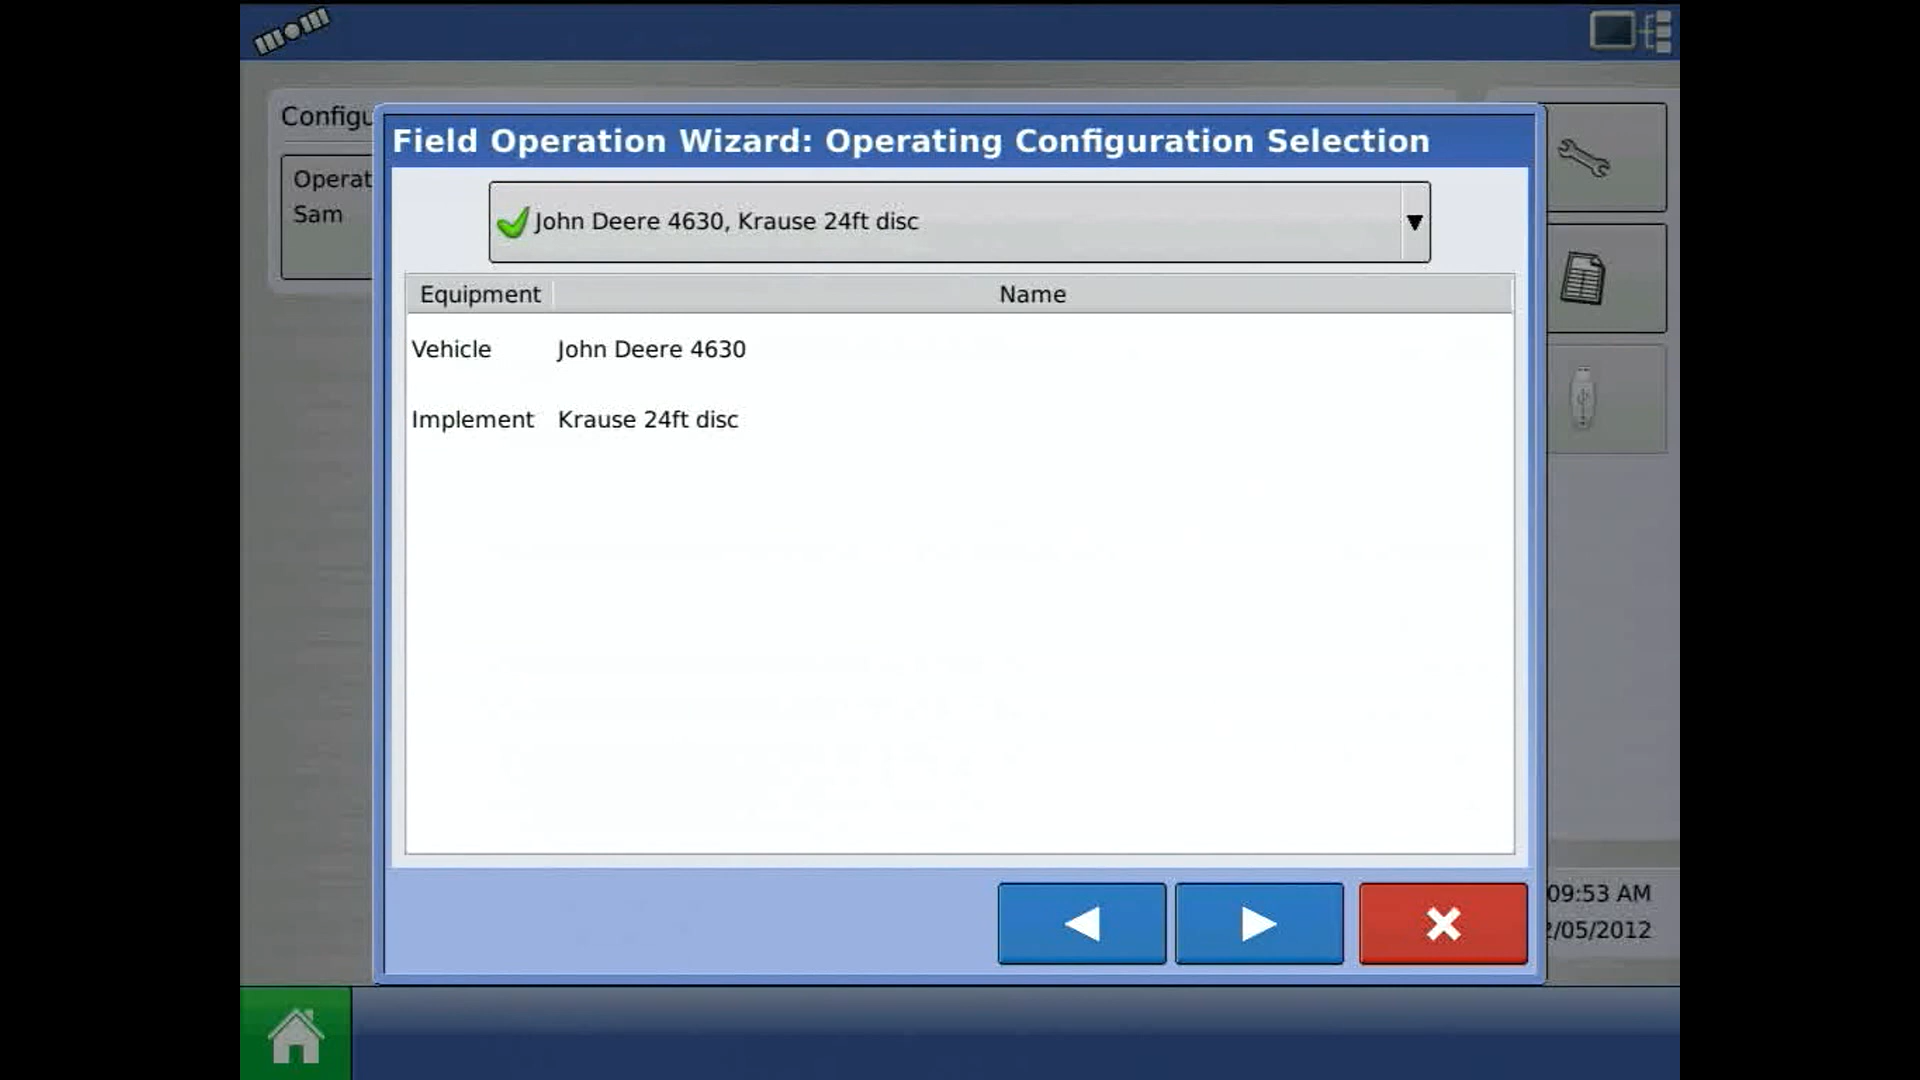 Configu
Field Operation Wizard: Operating Configuration Selection
Operat
Sam
John Deere 4630, Krause 24ft disc
Equipment Name
Vehicle John Deere 4630
Implement Krause 24ft disc
09:53 AM
2/05/2012